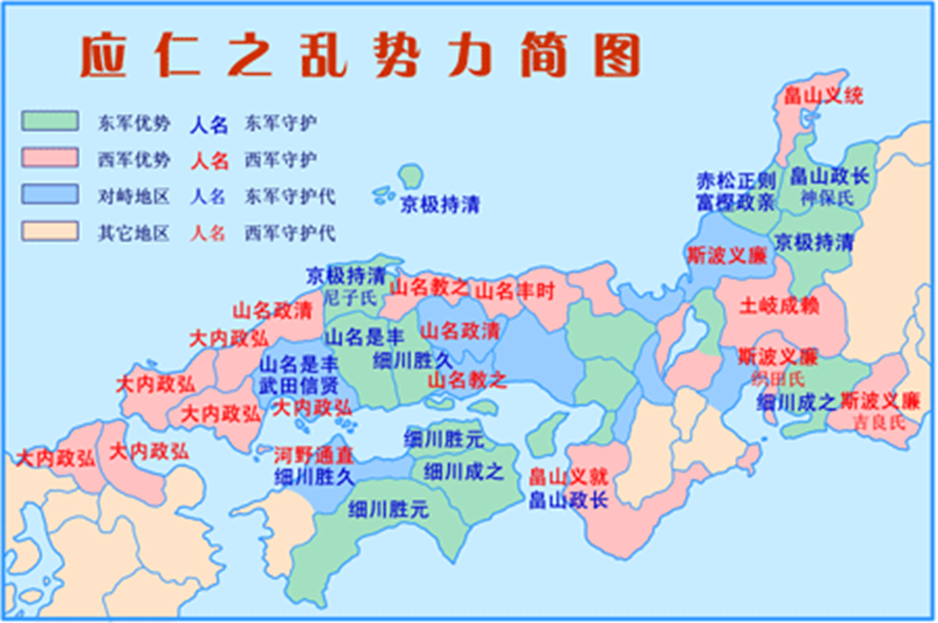 应仁之乱势力简图
东军优势 人名 东军守护
西军优势 人名 西军守护
对峙地区 人名 东军守护代
其它地区 人名 西军守护代
畠山义统
赤松正则
富樫政亲
畠山政长
神保氏
京极持清
京极持清
斯波义廉
京极持清
尼子氏
山名教之
山名丰时
土岐成赖
山名政清
大内政弘
山名是丰
山名政清
斯波义廉
织田氏
山名是丰
武田信贤
细川胜久
山名教之
大内政弘
大内政弘
大内政弘
细川成之
斯波义廉
吉良氏
大内政弘
大内政弘
细川胜元
河野通直
细川胜久
细川成之
畠山义就
畠山政长
细川胜元